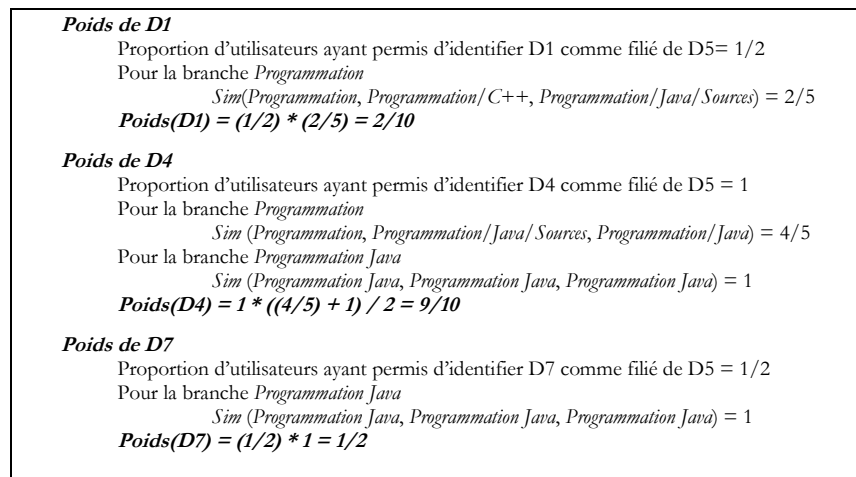 Poids de D1
Proportion d'utilisateurs ayant permis d'identifier D1 comme filié de D5= 1/2
Pour la branche Programmation
Sim(Programmation, Programmation/C++, Programmation/Java/Sources) = 2/5
Poids(D1) = (1/2) * (2/5) = 2/10
Poids de D4
Proportion d'utilisateurs ayant permis d'identifier D4 comme filié de D5 = 1
Pour la branche Programmation
Sim (Programmation, Programmation/Java/Sources, Programmation/Java) = 4/5
Pour la branche Programmation Java
Sim (Programmation Java, Programmation Java, Programmation Java) = 1
Poids(D4) = 1 * ((4/5) + 1) / 2 = 9/10
Poids de D7
Proportion d'utilisateurs ayant permis d'identifier D7 comme filié de D5 = 1/2
Pour la branche Programmation Java
Sim (Programmation Java, Programmation Java, Programmation Java) = 1
Poids(D7) = (1/2) * 1 = 1/2